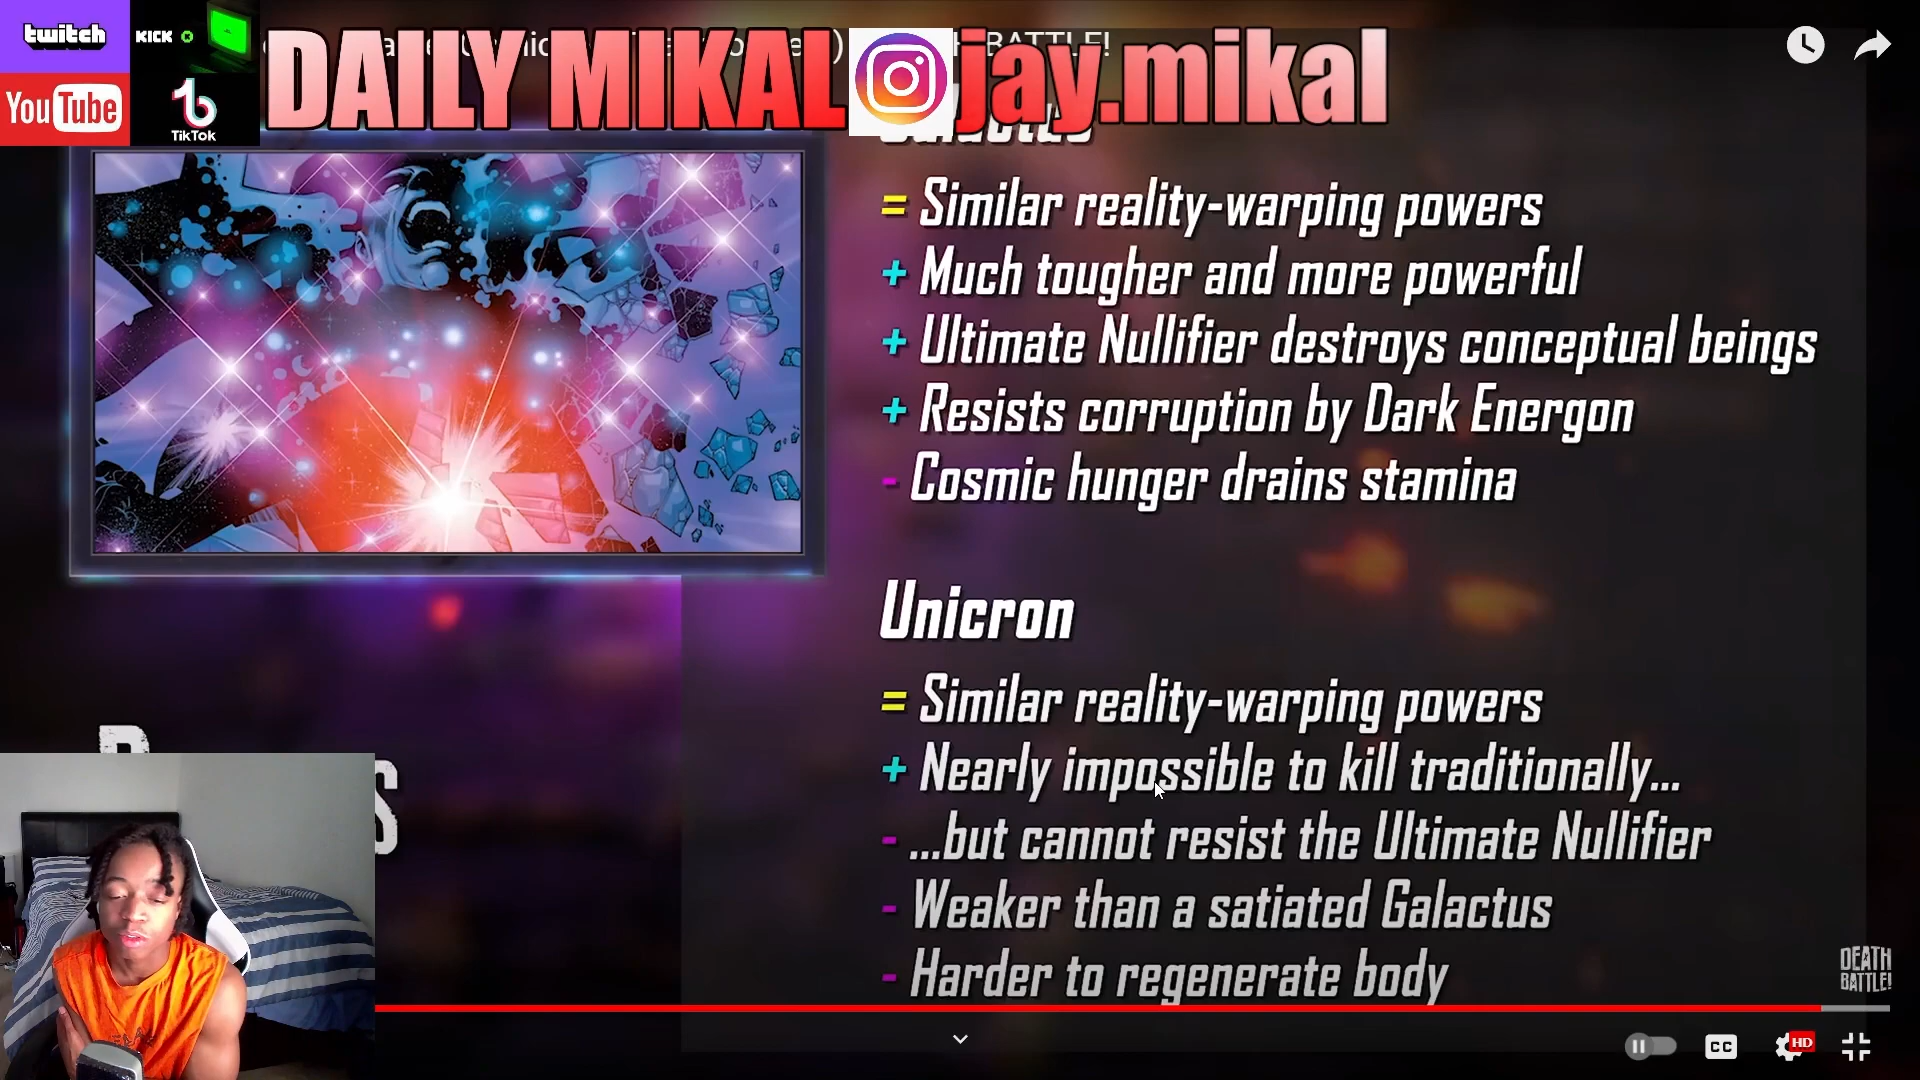 twitch
KICK
DAILY MIKAL
jay.mikal
BATTLE!
YouTube
TikTok
Galactus
= Similar reality-warping powers
+ Much tougher and more powerful
+ Ultimate Nullifier destroys conceptual beings
+ Resists corruption by Dark Energon
- Cosmic hunger drains stamina
Unicron
= Similar reality-warping powers
+ Nearly impossible to kill traditionally...
- ...but cannot resist the Ultimate Nullifier
- Weaker than a satiated Galactus
- Harder to regenerate body
DEATH
BATTLE!
CC
HD